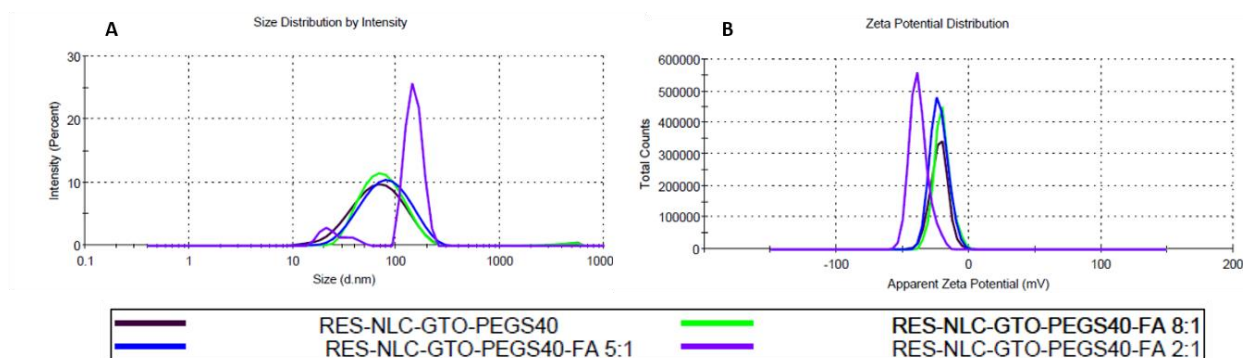 A
Size Distribution by Intensity
30
20
10
0
Intensity (Percent)
0.1 1 10 100 1000 1000
Size (d.nm)
B
Zeta Potential Distribution
600000
500000
400000
300000
200000
100000
0
Total Counts
-100 0 100 200
Apparent Zeta Potential (mV)
RES-NLC-GTO-PEGS40 RES-NLC-GTO-PEGS40-FA 8:1
RES-NLC-GTO-PEGS40-FA 5:1 RES-NLC-GTO-PEGS40-FA 2:1